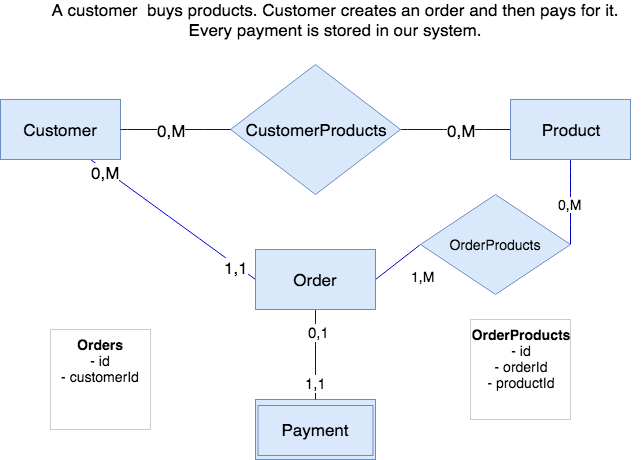 A customer  buys products. Customer creates an order and then pays for it.
Every payment is stored in our system.
Customer
0,M
CustomerProducts
0,M
Product
0,M
0,M
OrderProducts
1,1
Order
1,M
0,1
Orders
- id
- customerId
OrderProducts
- id
- orderId
- productId
1,1
Payment